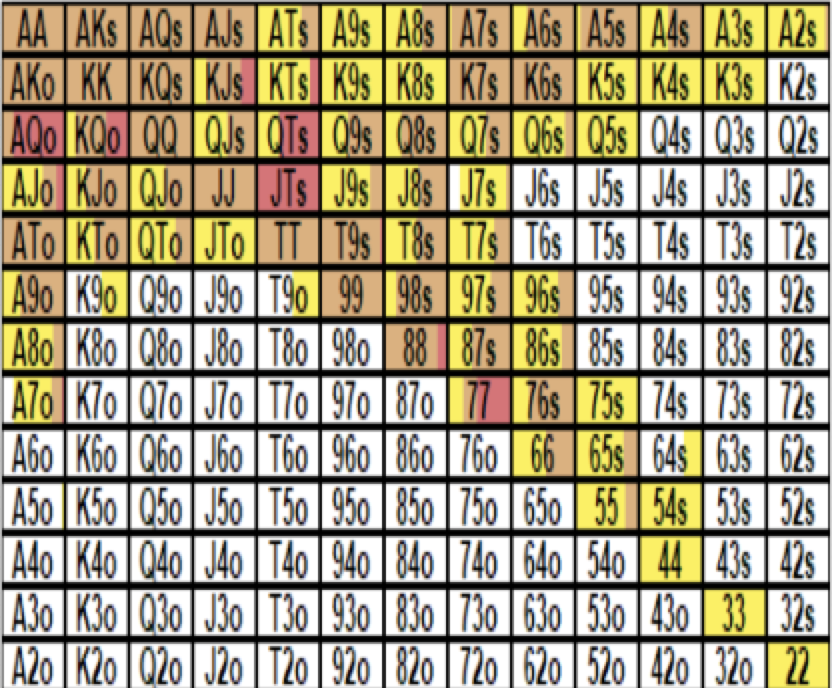 AA AKs AQs AJs ATs A9s A8s A7s A6s A5s A4s A3s A2s
AKo KK KQs KJs KTs K9s K8s K7s K6s K5s K4s K3s K2s
AQo KQo QQ QJs QTs Q9s Q8s Q7s Q6s Q5s Q4s Q3s Q2s
AJo KJo QJo JJ JTs J9s J8s J7s J6s J5s J4s J3s J2s
ATo KTo QTo JTo TT T9s T8s T7s T6s T5s T4s T3s T2s
A9o K9o Q9o J9o T9o 99 98s 97s 96s 95s 94s 93s 92s
A8o K8o Q8o J8o T8o 98o 88 87s 86s 85s 84s 83s 82s
A7o K7o Q7o J7o T7o 97o 87o 77 76s 75s 74s 73s 72s
A6o K6o Q6o J6o T6o 96o 86o 76o 66 65s 64s 63s 62s
A5o K5o Q5o J5o T5o 95o 85o 75o 65o 55 54s 53s 52s
A4o K4o Q4o J4o T4o 94o 84o 74o 64o 54o 44 43s 42s
A3o K3o Q3o J3o T3o 93o 83o 73o 63o 53o 43o 33 32s
A2o K2o Q2o J2o T2o 92o 82o 72o 62o 52o 42o 32o 22